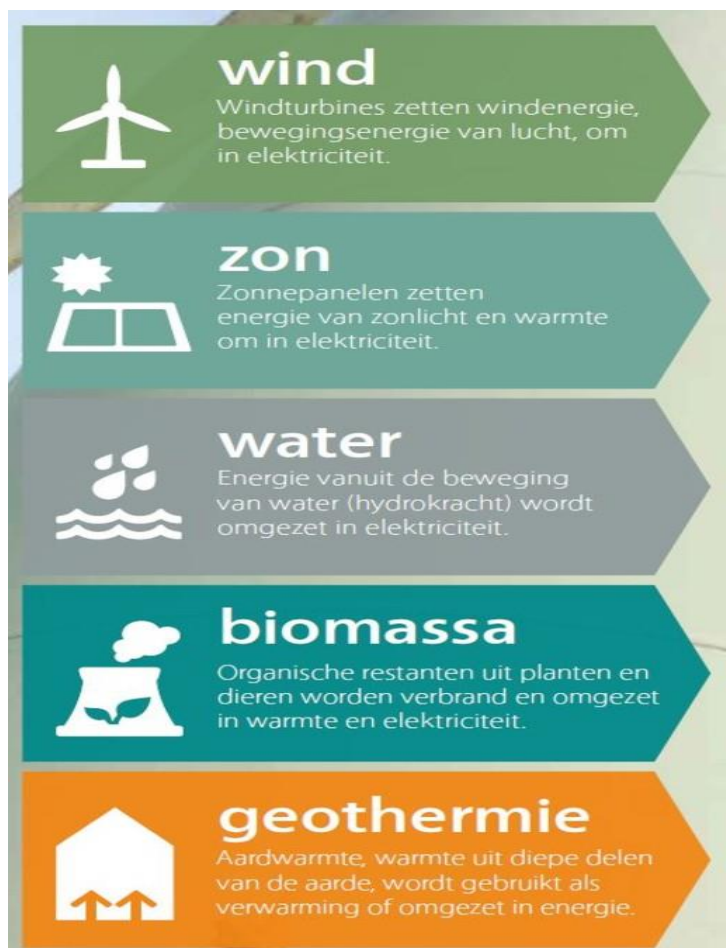 wind
Windturbines zetten windenergie,
bewegingsenergie van lucht, om
in elektriciteit.
zon
Zonnepanelen zetten
energie van zonlicht en warmte
om in elektriciteit.
water
Energie vanuit de beweging
van water (hydrokracht) wordt
omgezet in elektriciteit.
biomassa
Organische restanten uit planten en
dieren worden verbrand en omgezet
in warmte en elektriciteit.
geothermie
Aardwarmte, warmte uit diepe delen
van de aarde, wordt gebruikt als
verwarming of omgezet in energie.